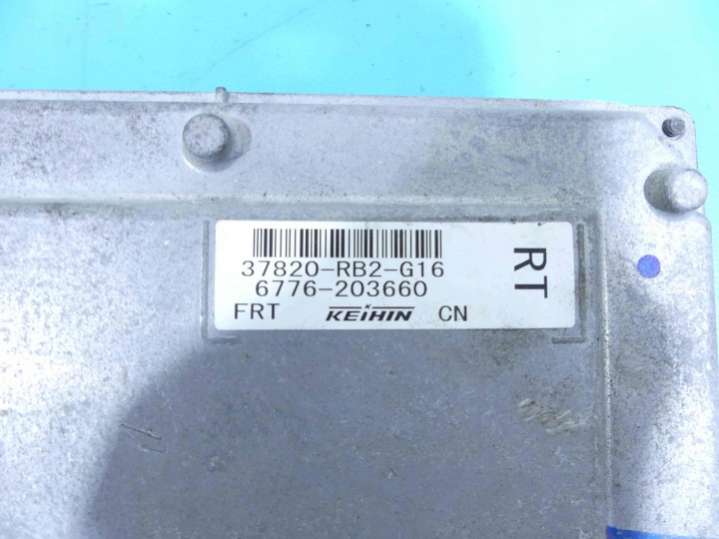 37820-RB2-G16
6776-203660
FRT KEIHIN CN
RT